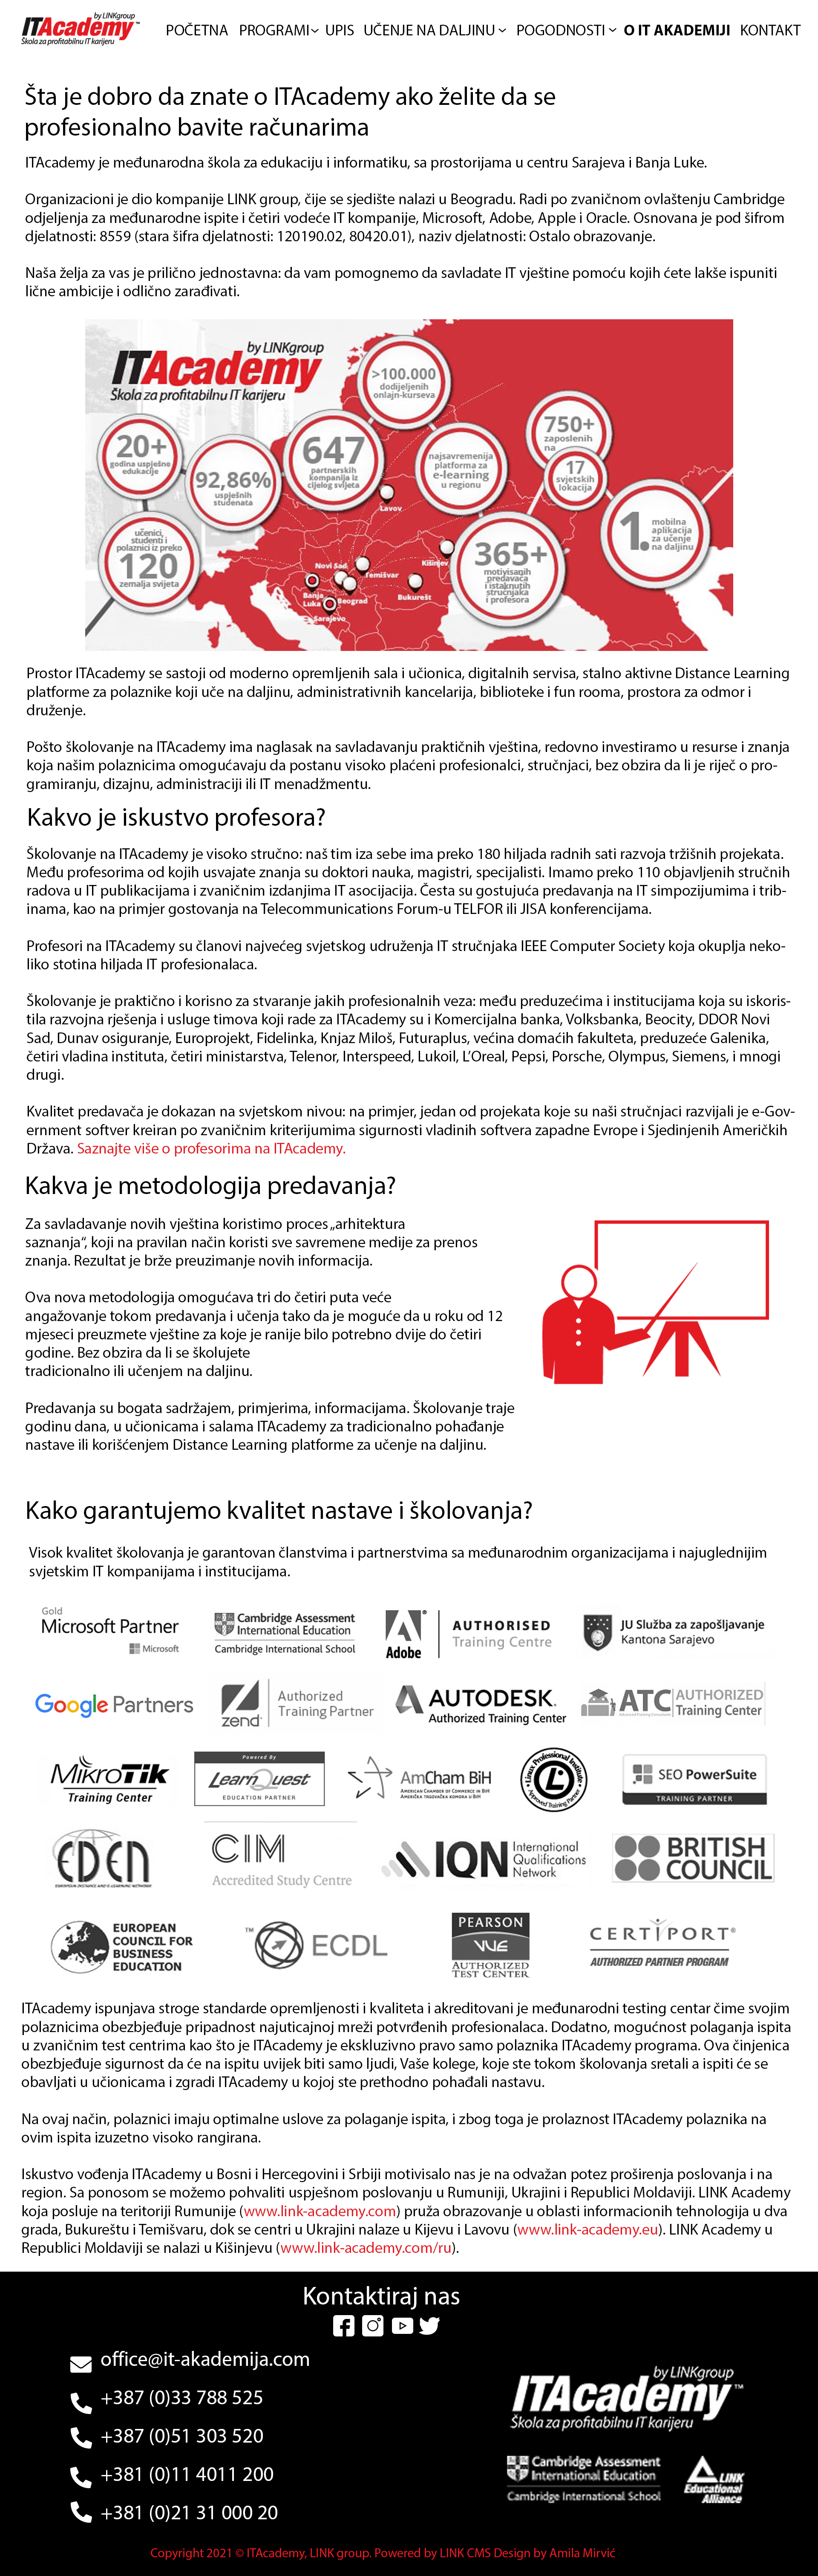 by LINKgroup
ITAcademy™
Škola za profitabilnu IT karijeru
POČETNA PROGRAMI UPIS UČENJE NA DALJINU POGODNOSTI O IT AKADEMIJI KONTAKT
Šta je dobro da znate o ITAcademy ako želite da se
profesionalno bavite računarima
ITAcademy je međunarodna škola za edukaciju i informatiku, sa prostorijama u centru Sarajeva i Banja Luke.
Organizacioni je dio kompanije LINK group, čije se sjedište nalazi u Beogradu. Radi po zvaničnom ovlaštenju Cambridge
odjeljenja za međunarodne ispite i četiri vodeće IT kompanije, Microsoft, Adobe, Apple i Oracle. Osnovana je pod šifrom
djelatnosti: 8559 (stara šifra djelatnosti: 120190.02, 80420.01), naziv djelatnosti: Ostalo obrazovanje.
Naša želja za vas je prilično jednostavna: da vam pomognemo da savladate IT vještine pomoću kojih ćete lakše ispuniti
lične ambicije i odlično zarađivati.
by LINKgroup
ITAcademy
Škola za profitabilnu IT karijeru
>100.000
dodijeljenih
onlajn-kurseva
20+
godina uspješne
edukacije
92,86%
uspješnih
studenata
647
partnerskih
kompanija iz
cijelog svijeta
najsavremenija
platforma za
e-learning
u regionu
750+
zaposlenih
na
17
svjetskih
lokacija
učenici,
studenti i
polaznici iz preko
120
zemalja svijeta
365+
motivisanih
predavača
i istaknutih
stručnjaka
i profesora
1.
mobilna
aplikacija
za učenje
na daljinu
Lavov
Kišinjev
Novi Sad
Temišvar
Banja
Luka
Beograd
Bukurešt
Sarajevo
Prostor ITAcademy se sastoji od moderno opremljenih sala i učionica, digitalnih servisa, stalno aktivne Distance Learning
platforme za polaznike koji uče na daljinu, administrativnih kancelarija, biblioteke i fun rooma, prostora za odmor i
druženje.
Pošto školovanje na ITAcademy ima naglasak na savladavanju praktičnih vještina, redovno investiramo u resurse i znanja
koja našim polaznicima omogućavaju da postanu visoko plaćeni profesionalci, stručnjaci, bez obzira da li je riječ o pro-
gramiranju, dizajnu, administraciji ili IT menadžmentu.
Kakvo je iskustvo profesora?
Školovanje na ITAcademy je visoko stručno: naš tim iza sebe ima preko 180 hiljada radnih sati razvoja tržišnih projekata.
Među profesorima od kojih usvajate znanja su doktori nauka, magistri, specijalisti. Imamo preko 110 objavljenih stručnih
radova u IT publikacijama i zvaničnim izdanjima IT asocijacija. Česta su gostujuća predavanja na IT simpozijumima i trib-
inama, kao na primjer gostovanja na Telecommunications Forum-u TELFOR ili JISA konferencijama.
Profesori na ITAcademy su članovi najvećeg svjetskog udruženja IT stručnjaka IEEE Computer Society koja okuplja neko-
liko stotina hiljada IT profesionalaca.
Školovanje je praktično i korisno za stvaranje jakih profesionalnih veza: među preduzećima i institucijama koja su iskoris-
tila razvojna rješenja i usluge timova koji rade za ITAcademy su i Komercijalna banka, Volksbanka, Beocity, DDOR Novi
Sad, Dunav osiguranje, Europrojekt, Fidelinka, Knjaz Miloš, Futuraplus, većina domaćih fakulteta, preduzeće Galenika,
četiri vladina instituta, četiri ministarstva, Telenor, Interspeed, Lukoil, L'Oreal, Pepsi, Porsche, Olympus, Siemens, i mnogi
drugi.
Kvalitet predavača je dokazan na svjetskom nivou: na primjer, jedan od projekata koje su naši stručnjaci razvijali je e-Gov-
ernment softver kreiran po zvaničnim kriterijumima sigurnosti vladinih softvera zapadne Evrope i Sjedinjenih Američkih
Država. Saznajte više o profesorima na ITAcademy.
Kakva je metodologija predavanja?
Za savladavanje novih vještina koristimo proces „arhitektura
saznanja“, koji na pravilan način koristi sve savremene medije za prenos
znanja. Rezultat je brže preuzimanje novih informacija.
Ova nova metodologija omogućava tri do četiri puta veće
angažovanje tokom predavanja i učenja tako da je moguće da u roku od 12
mjeseci preuzmete vještine za koje je ranije bilo potrebno dvije do četiri
godine. Bez obzira da li se školujete
tradicionalno ili učenjem na daljinu.
Predavanja su bogata sadržajem, primjerima, informacijama. Školovanje traje
godinu dana, u učionicama i salama ITAcademy za tradicionalno pohađanje
nastave ili korišćenjem Distance Learning platforme za učenje na daljinu.
Kako garantujemo kvalitet nastave i školovanja?
Visok kvalitet školovanja je garantovan članstvima i partnerstvima sa međunarodnim organizacijama i najuglednijim
svjetskim IT kompanijama i institucijama.
Gold
Microsoft Partner
Microsoft
Cambridge Assessment
International Education
Cambridge International School
Adobe
AUTHORISED
Training Centre
JU Služba za zapošljavanje
Kantona Sarajevo
Google Partners
zend
Authorized
Training Partner
AUTODESK.
Authorized Training Center
ATC AUTHORIZED
Training Center
MikroTik
Training Center
Powered By
LearnQuest
EDUCATION PARTNER
AmCham BiH
AMERICAN CHAMBER OF COMMERCE IN BIH
AMERIČKA TRGOVAČKA KOMORA U BIH
Linux Professional Institute
Approved Training Partner
SEO PowerSuite
TRAINING PARTNER
EDEN
EUROPEAN DISTANCE AND E-LEARNING NETWORK
CIM
Accredited Study Centre
IQN
International
Qualifications
Network
BRITISH
COUNCIL
EUROPEAN
COUNCIL FOR
BUSINESS
EDUCATION
™ ECDL
PEARSON
VUE
AUTHORIZED
TEST CENTER
CERTIPORT®
AUTHORIZED PARTNER PROGRAM
ITAcademy ispunjava stroge standarde opremljenosti i kvaliteta i akreditovani je međunarodni testing centar čime svojim
polaznicima obezbjeđuje pripadnost najuticajnoj mreži potvrđenih profesionalaca. Dodatno, mogućnost polaganja ispita
u zvaničnim test centrima kao što je ITAcademy je ekskluzivno pravo samo polaznika ITAcademy programa. Ova činjenica
obezbjeđuje sigurnost da će na ispitu uvijek biti samo ljudi, Vaše kolege, koje ste tokom školovanja sretali a ispiti će se
obavljati u učionicama i zgradi ITAcademy u kojoj ste prethodno pohađali nastavu.
Na ovaj način, polaznici imaju optimalne uslove za polaganje ispita, i zbog toga je prolaznost ITAcademy polaznika na
ovim ispita izuzetno visoko rangirana.
Iskustvo vođenja ITAcademy u Bosni i Hercegovini i Srbiji motivisalo nas je na odvažan potez proširenja poslovanja i na
region. Sa ponosom se možemo pohvaliti uspješnom poslovanju u Rumuniji, Ukrajini i Republici Moldaviji. LINK Academy
koja posluje na teritoriji Rumunije (www.link-academy.com) pruža obrazovanje u oblasti informacionih tehnologija u dva
grada, Bukureštu i Temišvaru, dok se centri u Ukrajini nalaze u Kijevu i Lavovu (www.link-academy.eu). LINK Academy u
Republici Moldaviji se nalazi u Kišinjevu (www.link-academy.com/ru).
Kontaktiraj nas
office@it-akademija.com
+387 (0)33 788 525
+387 (0)51 303 520
+381 (0)11 4011 200
+381 (0)21 31 000 20
by LINKgroup
ITAcademy™
Škola za profitabilnu IT karijeru
Cambridge Assessment
International Education
Cambridge International School
LINK
Educational
Alliance
Copyright 2021 © ITAcademy, LINK group. Powered by LINK CMS Design by Amila Mirvić